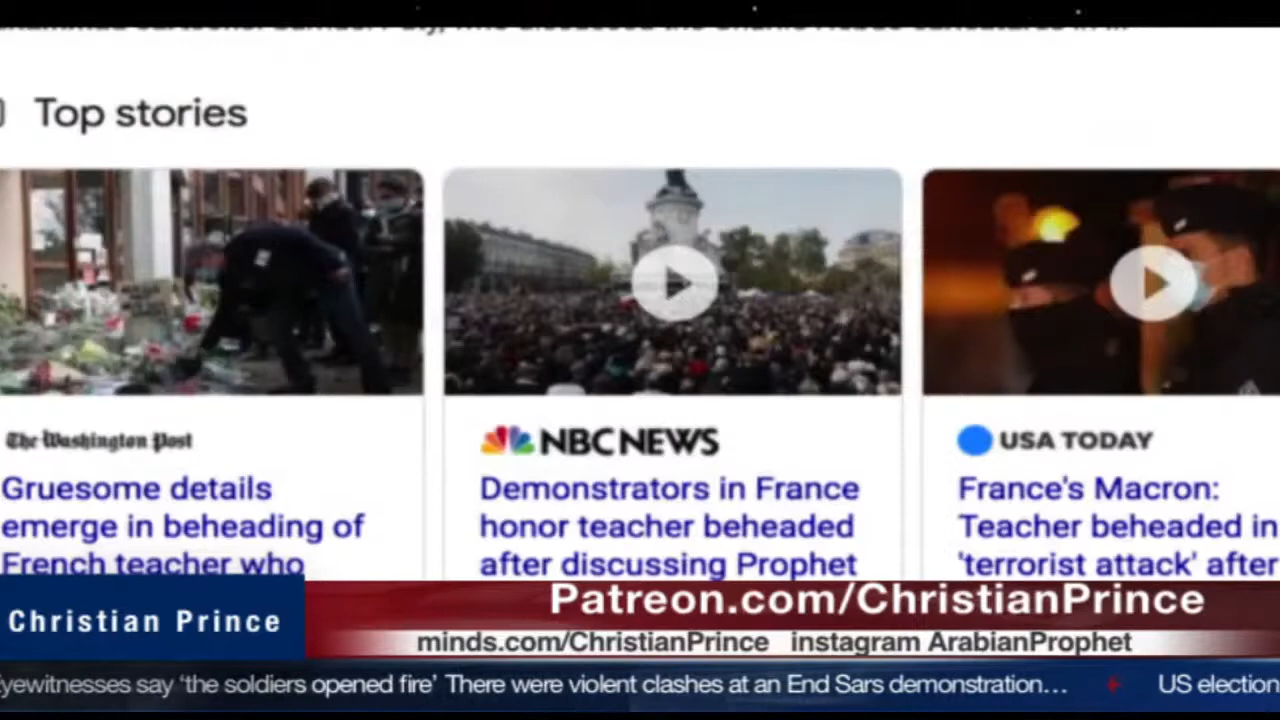 Top stories
The Washington Post
Gruesome details
emerge in beheading of
French teacher who
NBC NEWS
Demonstrators in France
honor teacher beheaded
after discussing Prophet
USA TODAY
France's Macron:
Teacher beheaded in
'terrorist attack' after
Christian Prince
Patreon.com/ChristianPrince
minds.com/ChristianPrince instagram ArabianProphet
Eyewitnesses say 'the soldiers opened fire' There were violent clashes at an End Sars demonstration... US election